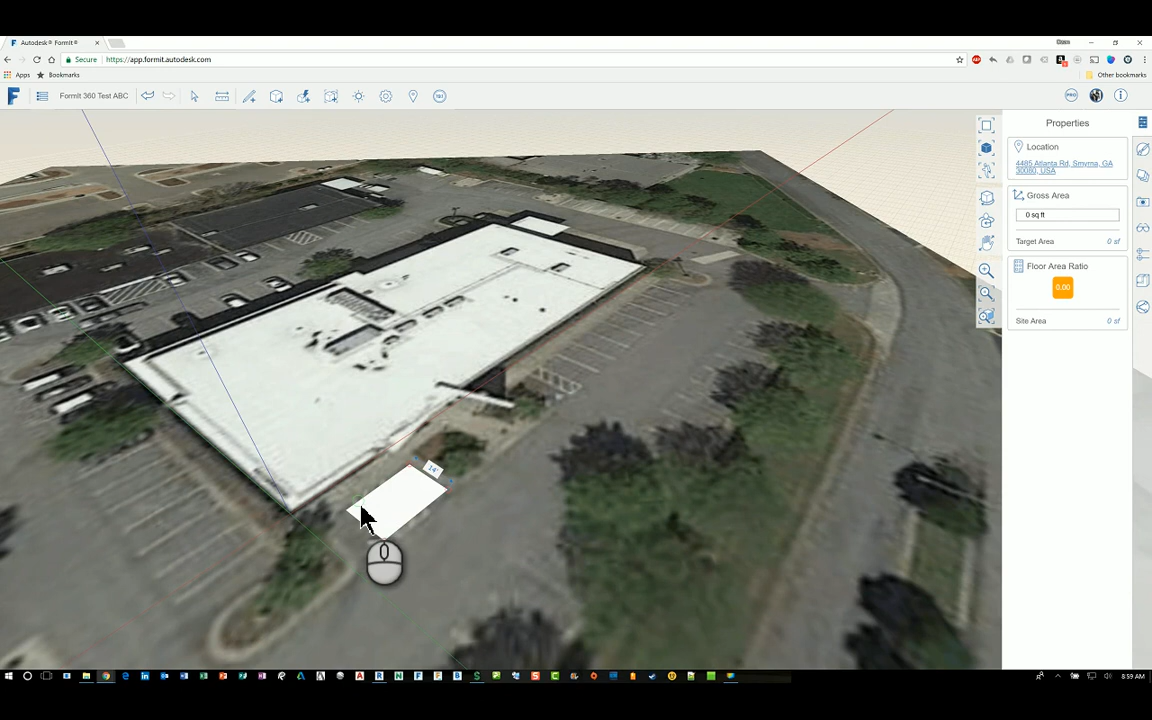 Autodesk® FormIt®
Secure
https://app.formit.autodesk.com
Apps
Bookmarks
Other bookmarks
FormIt 360 Test ABC
PRO
Properties
Location
4485 Atlanta Rd, Smyrna, GA
30080, USA
Gross Area
0 sq ft
Target Area
0 sf
Floor Area Ratio
0.00
Site Area
0 sf
14'
8:59 AM